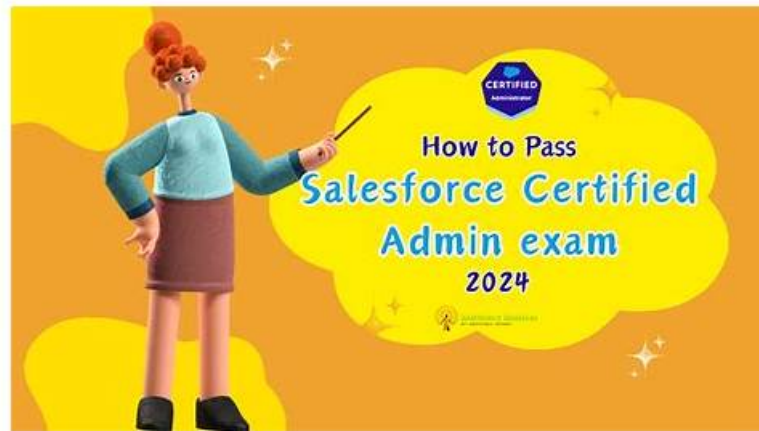 CERTIFIED
Administrator
How to Pass
Salesforce Certified
Admin exam
2024